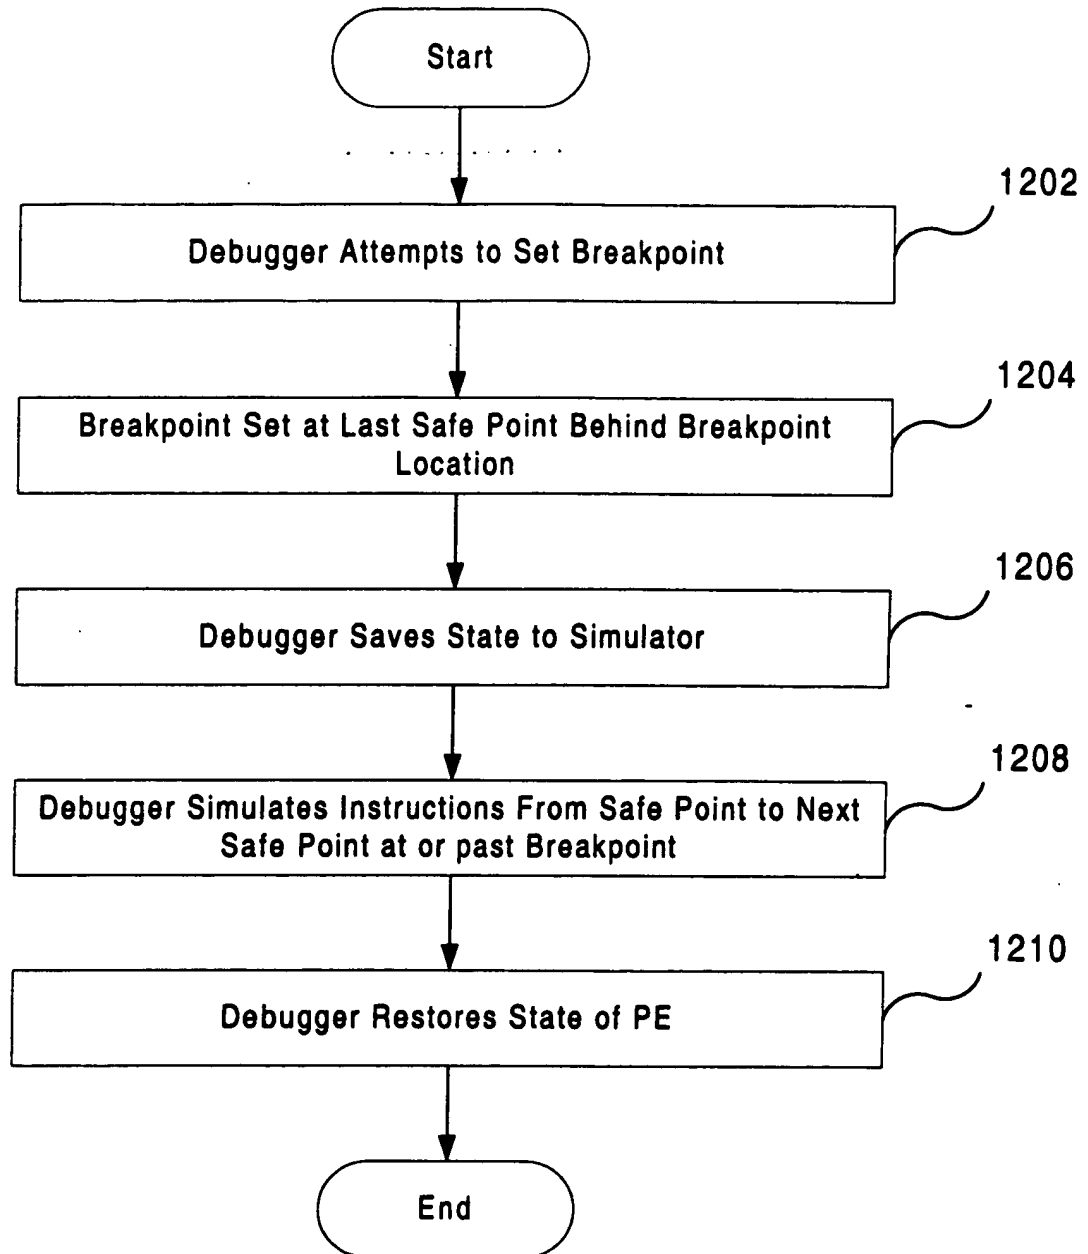 Start
1202
Debugger Attempts to Set Breakpoint
1204
Breakpoint Set at Last Safe Point Behind Breakpoint
Location
1206
Debugger Saves State to Simulator
1208
Debugger Simulates Instructions From Safe Point to Next
Safe Point at or past Breakpoint
1210
Debugger Restores State of PE
End